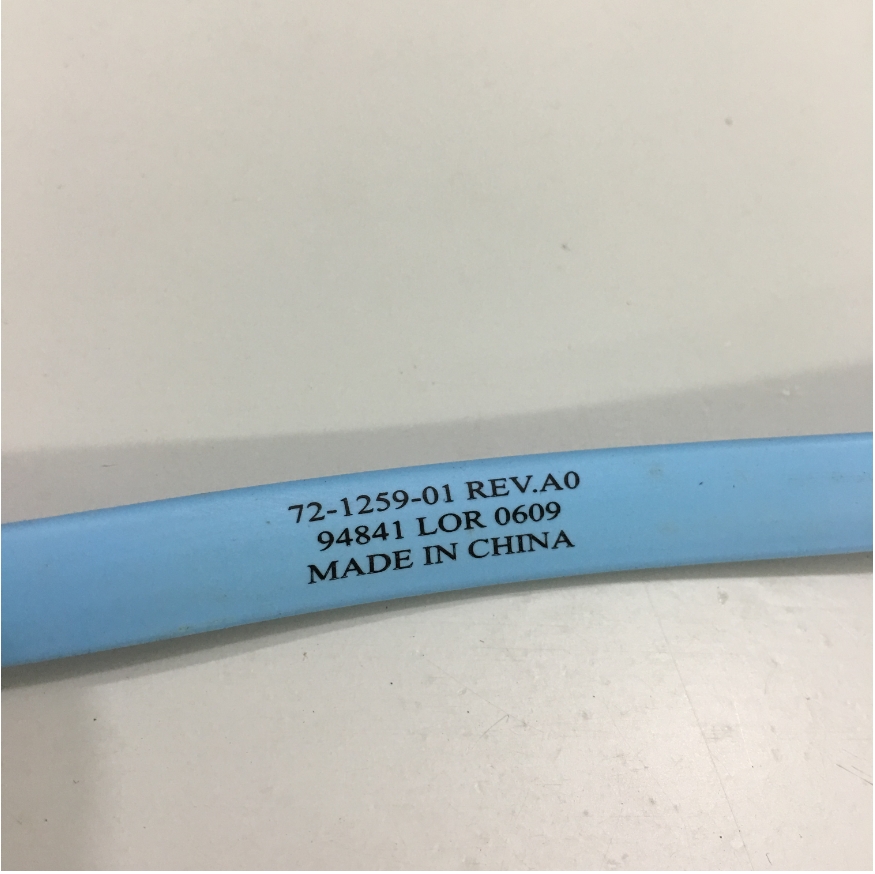 72-1259-01 REV.A0
94841 LOR 0609
MADE IN CHINA